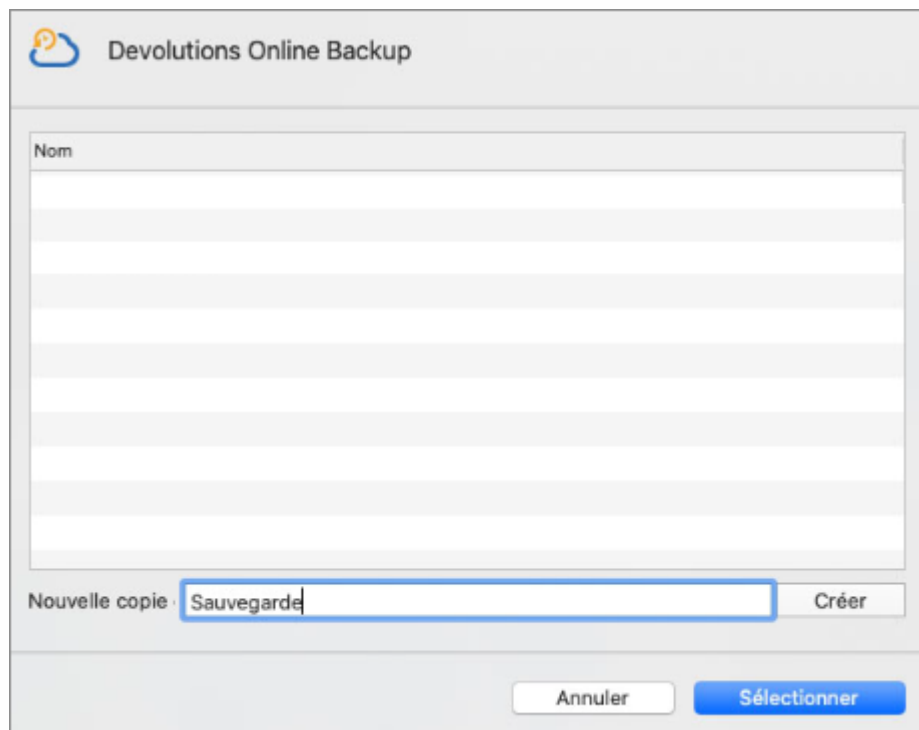 Devolutions Online Backup
Nom
Nouvelle copie
Sauvegarde
Créer
Annuler
Sélectionner